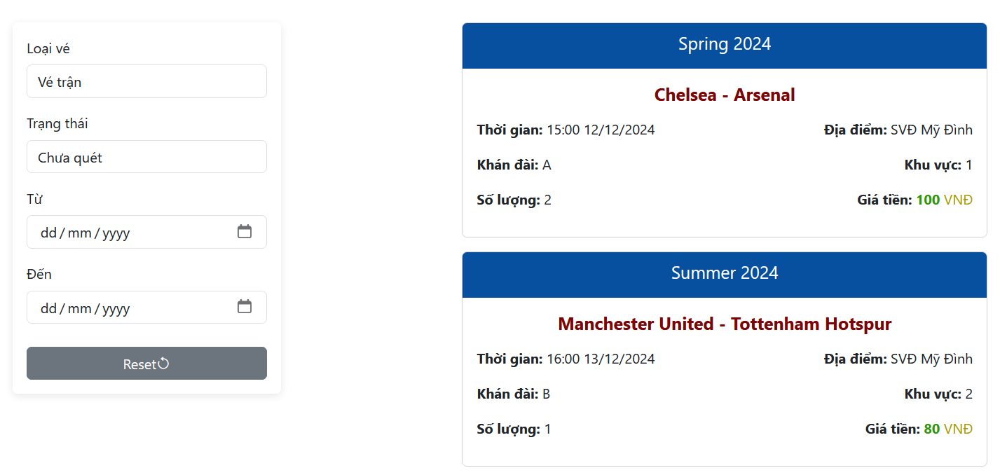 Loại vé
Vé trận
Trạng thái
Chưa quét
Từ
dd/mm/yyyy
Đến
dd/mm/yyyy
Reset
Spring 2024
Chelsea - Arsenal
Thời gian: 15:00 12/12/2024 Địa điểm: SVĐ Mỹ Đình
Khán đài: A Khu vực: 1
Số lượng: 2 Giá tiền: 100 VNĐ
Summer 2024
Manchester United - Tottenham Hotspur
Thời gian: 16:00 13/12/2024 Địa điểm: SVĐ Mỹ Đình
Khán đài: B Khu vực: 2
Số lượng: 1 Giá tiền: 80 VNĐ